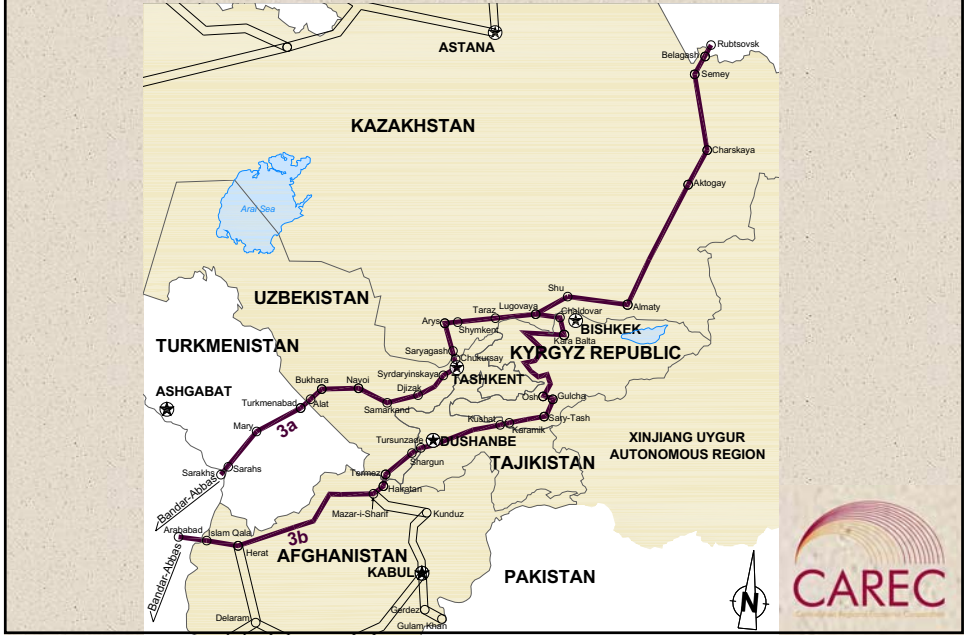 ASTANA
Rubtsovsk
Belagash
Semey
KAZAKHSTAN
Charskaya
Aktogay
Aral Sea
UZBEKISTAN
Shu
Lugovaya
Taraz
Almaty
Chaldovar
Arys
Shymkent
BISHKEK
Kara Balta
TURKMENISTAN
Saryagash
Chukursay
KYRGYZ REPUBLIC
Syrdaryinskaya
TASHKENT
ASHGABAT
Bukhara
Navoi
Djizak
Turkmenabad
Alat
Samarkand
Osh
Gulcha
Mary
3a
Kushat
Karamik
Sary-Tash
Tursunzade
DUSHANBE
XINJIANG UYGUR
AUTONOMOUS REGION
Shargun
TAJIKISTAN
Sarakhs
Sarahs
Termez
Hairatan
Bandar-Abbas
Mazar-i-Sharif
Kunduz
Arababad
Islam Qala
3b
Herat
AFGHANISTAN
KABUL
PAKISTAN
Bandar-Abbas
Delaram
Gerdez
Gulam Khan
N
CAREC